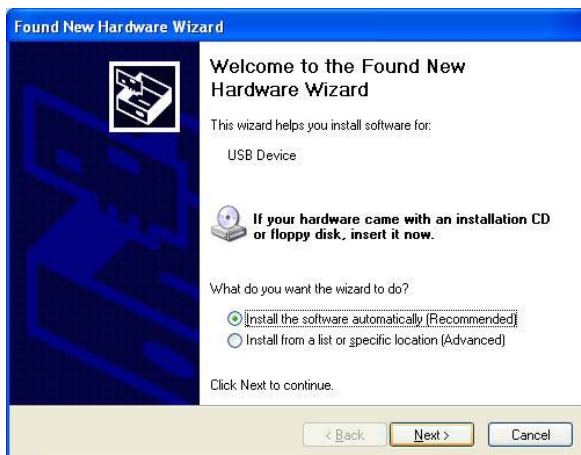 Found New Hardware Wizard
Welcome to the Found New
Hardware Wizard
This wizard helps you install software for:
USB Device
If your hardware came with an installation CD
or floppy disk, insert it now.
What do you want the wizard to do?
Install the software automatically (Recommended)
Install from a list or specific location (Advanced)
Click Next to continue.
< Back
Next >
Cancel